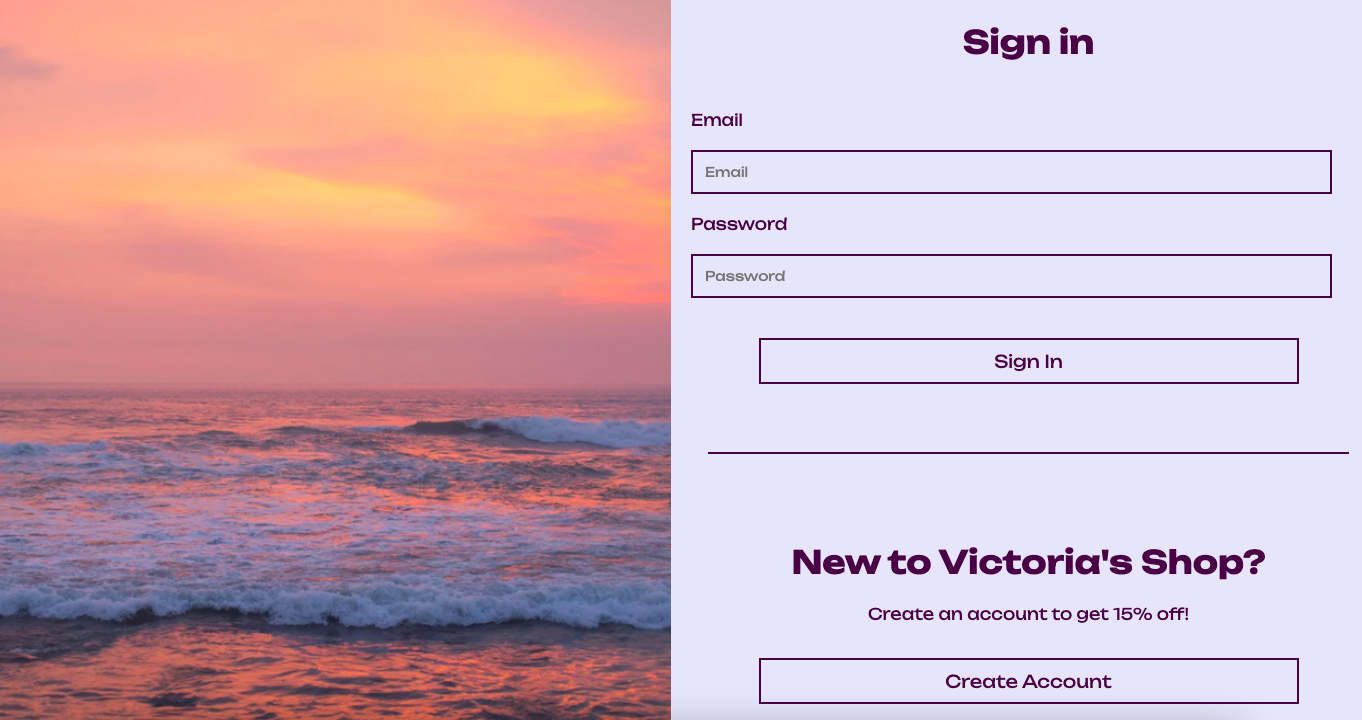 Sign in
Email
Email
Password
Password
Sign In
New to Victoria's Shop?
Create an account to get 15% off!
Create Account